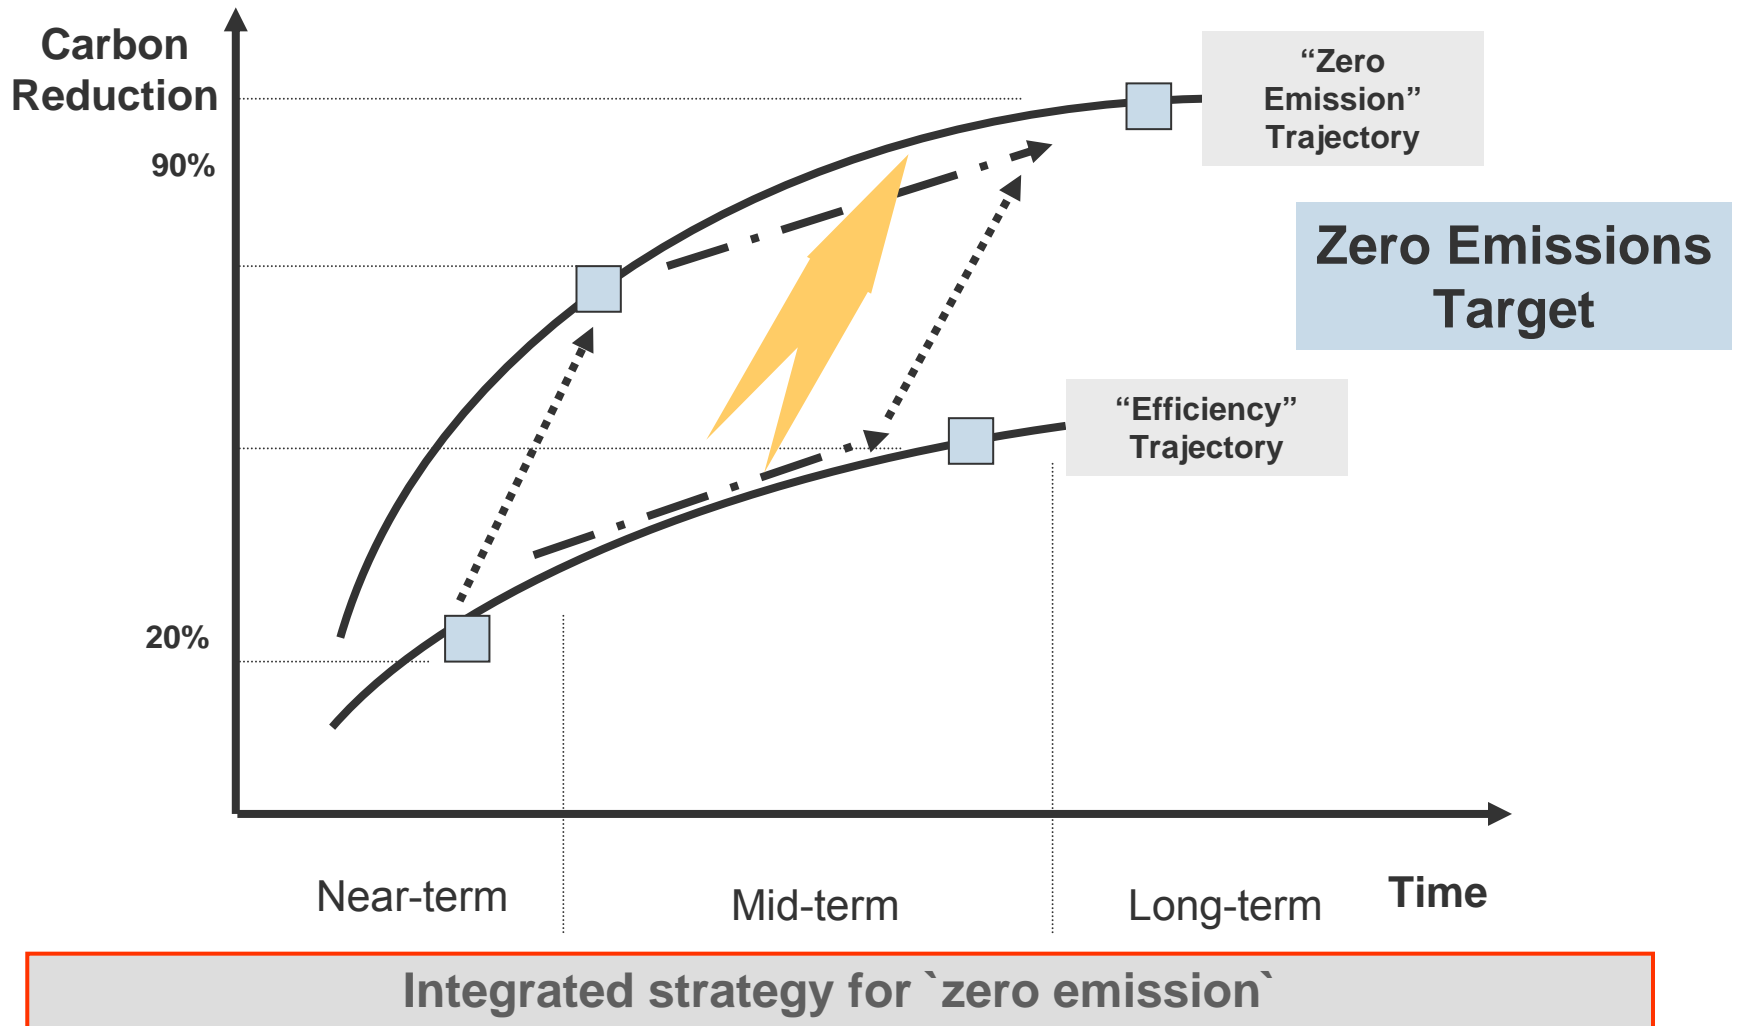 Carbon
Reduction
90%
20%
“Zero
Emission”
Trajectory
Zero Emissions
Target
“Efficiency”
Trajectory
Near-term
Mid-term
Long-term
Time
Integrated strategy for `zero emission`